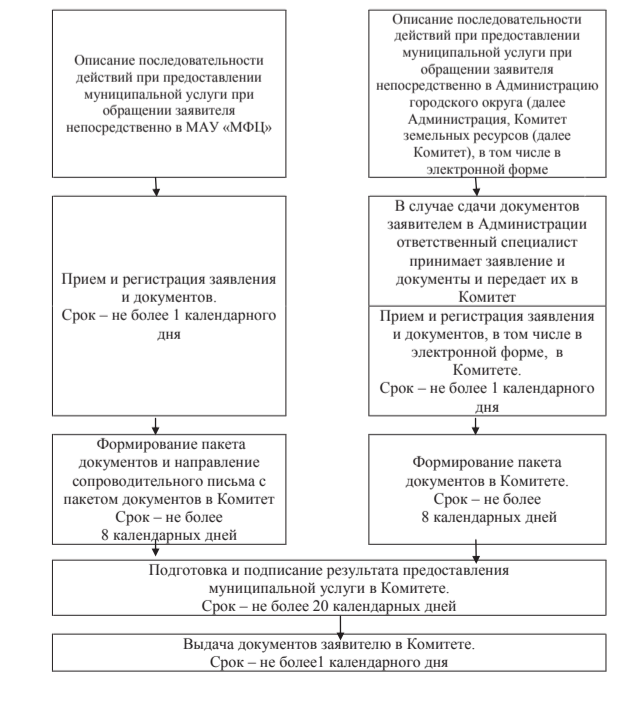 Описание последовательности
действий при предоставлении
муниципальной услуги при
обращении заявителя
непосредственно в МАУ «МФЦ»
Описание последовательности
действий при предоставлении
муниципальной услуги при
обращении заявителя
непосредственно в Администрацию
городского округа (далее
Администрация, Комитет
земельных ресурсов (далее
Комитет), в том числе в
электронной форме
Прием и регистрация заявления
и документов.
Срок – не более 1 календарного
дня
В случае сдачи документов
заявителем в Администрации
ответственный специалист
принимает заявление и
документы и передает их в
Комитет
Прием и регистрация заявления
и документов, в том числе в
электронной форме, в
Комитете.
Срок – не более 1 календарного
дня
Формирование пакета
документов и направление
сопроводительного письма с
пакетом документов в Комитет
Срок – не более
8 календарных дней
Формирование пакета
документов в Комитете.
Срок – не более
8 календарных дней
Подготовка и подписание результата предоставления
муниципальной услуги в Комитете.
Срок – не более 20 календарных дней
Выдача документов заявителю в Комитете.
Срок – не более1 календарного дня